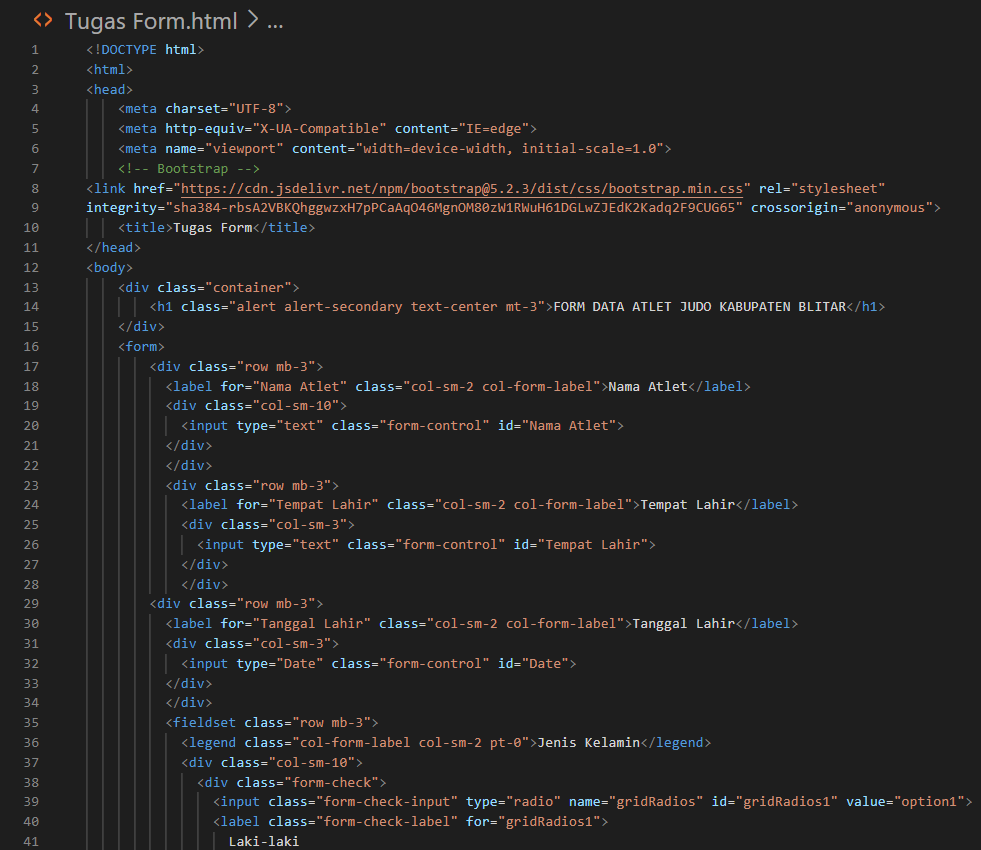 <> Tugas Form.html > ...
1 <!DOCTYPE html>
2 <html>
3 <head>
4 <meta charset="UTF-8">
5 <meta http-equiv="X-UA-Compatible" content="IE=edge">
6 <meta name="viewport" content="width=device-width, initial-scale=1.0">
7 <!-- Bootstrap -->
8 <link href="https://cdn.jsdelivr.net/npm/bootstrap@5.2.3/dist/css/bootstrap.min.css" rel="stylesheet"
9 integrity="sha384-rbsA2VBKQhggwzxH7pPCaAqO46MgnOM80zW1RWuH61DGLwZJEdK2Kadq2F9CUG65" crossorigin="anonymous">
10 <title>Tugas Form</title>
11 </head>
12 <body>
13 <div class="container">
14 <h1 class="alert alert-secondary text-center mt-3">FORM DATA ATLET JUDO KABUPATEN BLITAR</h1>
15 </div>
16 <form>
17 <div class="row mb-3">
18 <label for="Nama Atlet" class="col-sm-2 col-form-label">Nama Atlet</label>
19 <div class="col-sm-10">
20 <input type="text" class="form-control" id="Nama Atlet">
21 </div>
22 </div>
23 <div class="row mb-3">
24 <label for="Tempat Lahir" class="col-sm-2 col-form-label">Tempat Lahir</label>
25 <div class="col-sm-3">
26 <input type="text" class="form-control" id="Tempat Lahir">
27 </div>
28 </div>
29 <div class="row mb-3">
30 <label for="Tanggal Lahir" class="col-sm-2 col-form-label">Tanggal Lahir</label>
31 <div class="col-sm-3">
32 <input type="Date" class="form-control" id="Date">
33 </div>
34 </div>
35 <fieldset class="row mb-3">
36 <legend class="col-form-label col-sm-2 pt-0">Jenis Kelamin</legend>
37 <div class="col-sm-10">
38 <div class="form-check">
39 <input class="form-check-input" type="radio" name="gridRadios" id="gridRadios1" value="option1">
40 <label class="form-check-label" for="gridRadios1">
41 Laki-laki